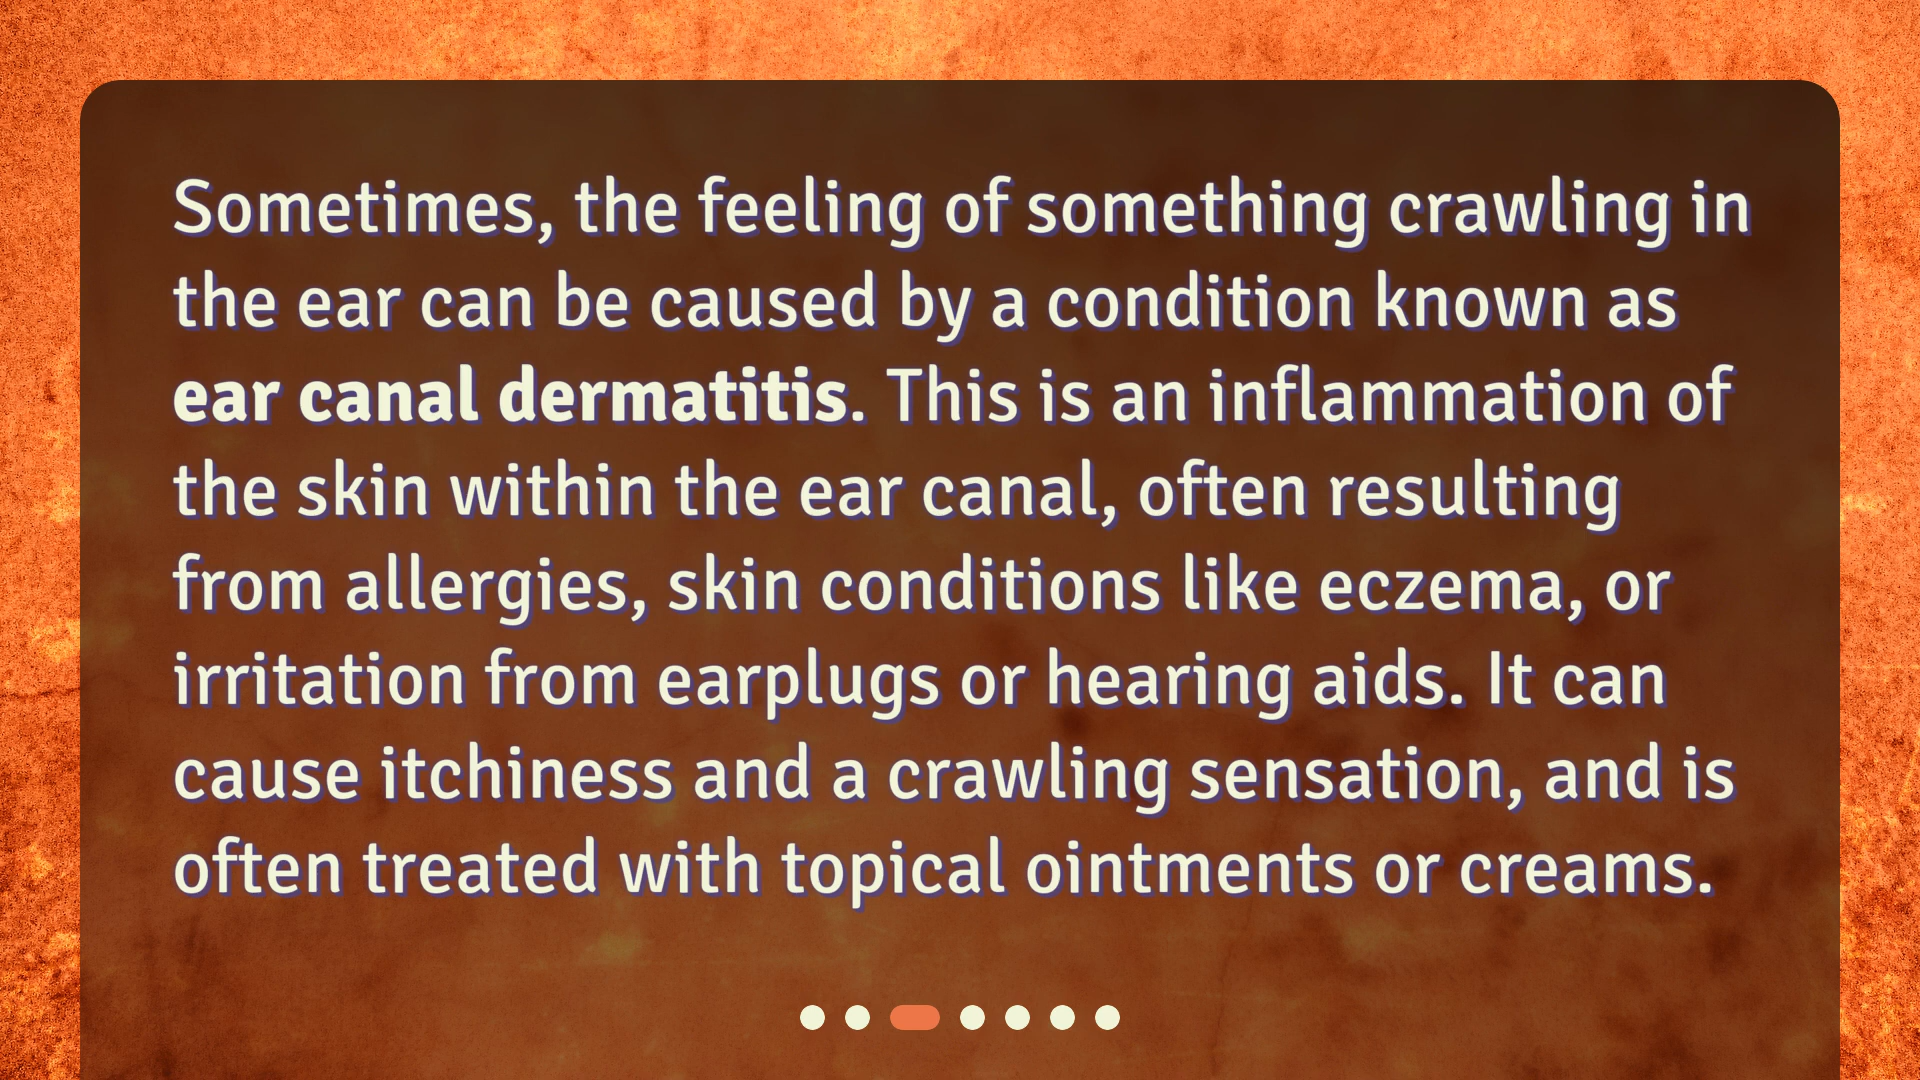 Sometimes, the feeling of something crawling in
the ear can be caused by a condition known as
ear canal dermatitis. This is an inflammation of
the skin within the ear canal, often resulting
from allergies, skin conditions like eczema, or
irritation from earplugs or hearing aids. It can
cause itchiness and a crawling sensation, and is
often treated with topical ointments or creams.